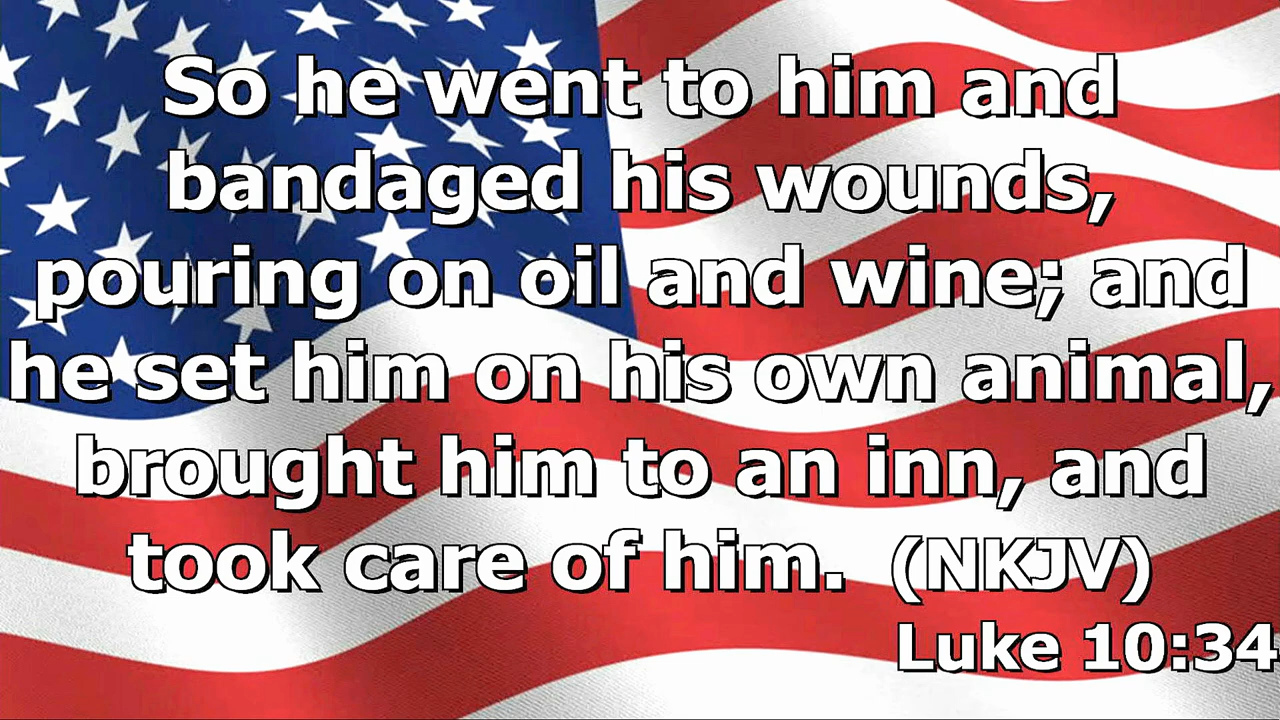 So he went to him and
bandaged his wounds,
pouring on oil and wine; and
he set him on his own animal,
brought him to an inn, and
took care of him. (NKJV)
Luke 10:34